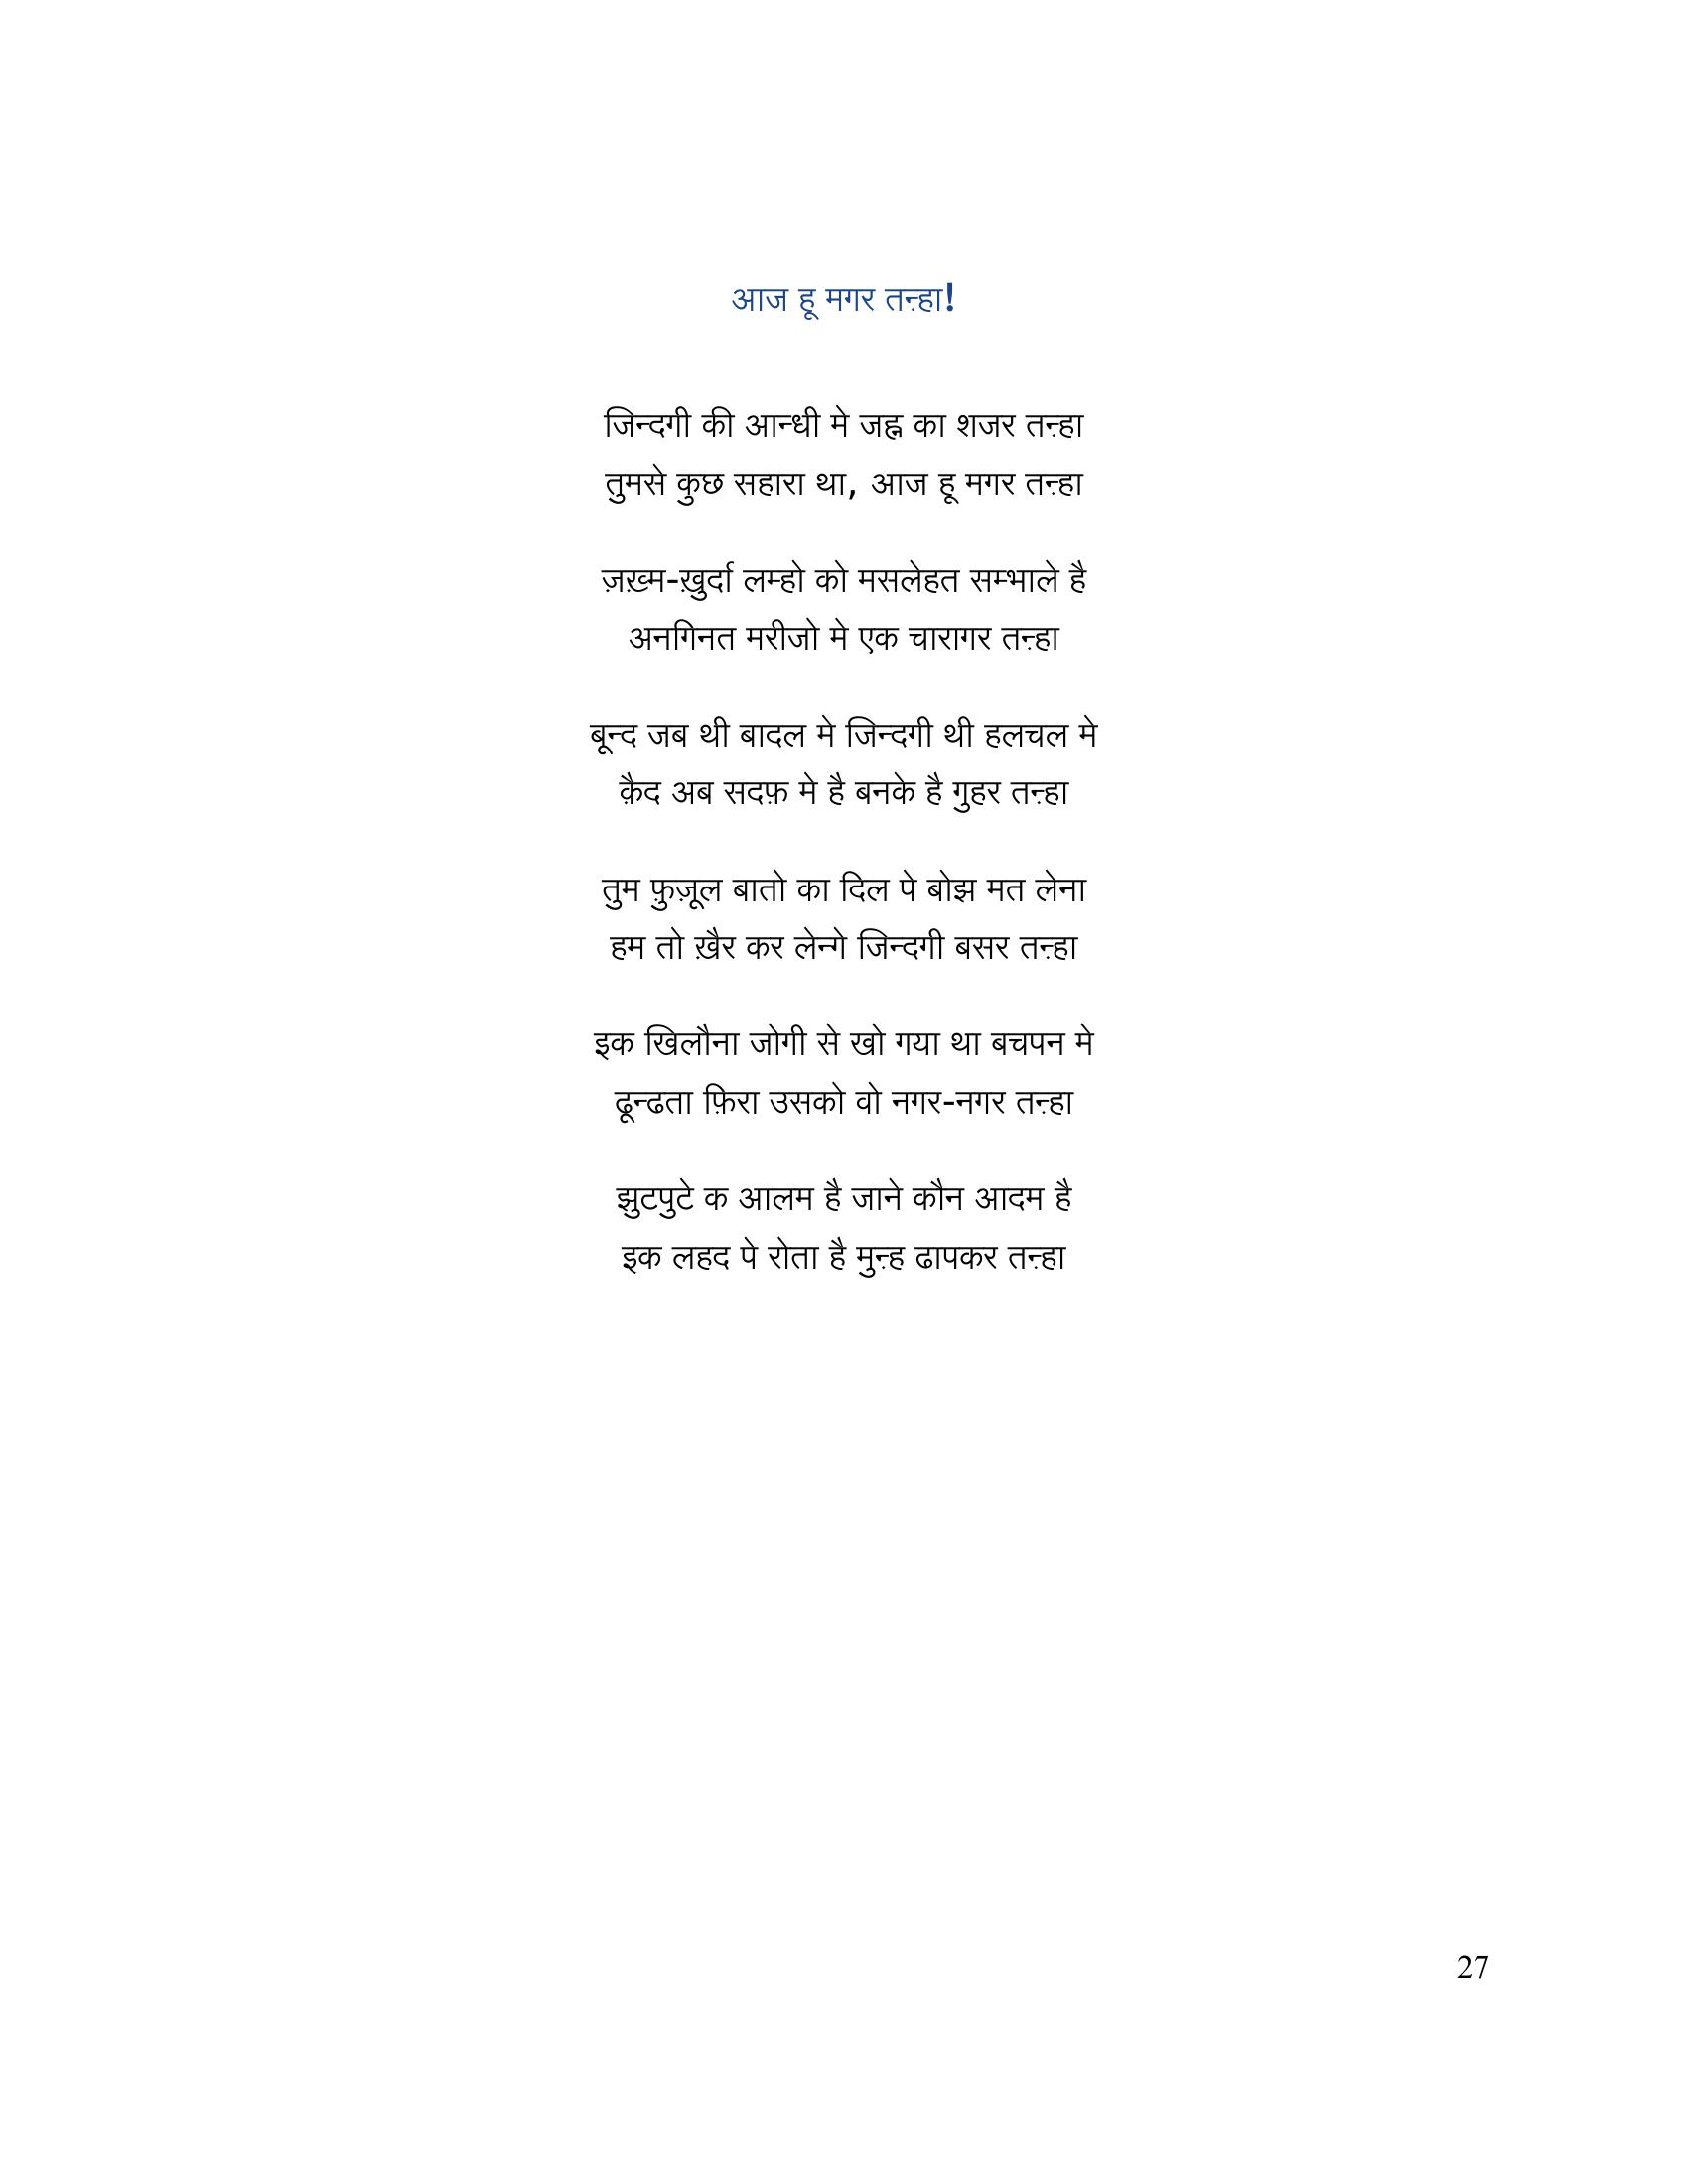 आज हू मगर तऩ्हा!
जिन्दगी की आन्धी मे जह्न का शजर तऩ्हा
तुमसे कुछ सहारा था, आज हू मगर तऩ्हा
ज़ख़्म-ख़ुर्दा लम्हो को मसलेहत सम्भाले है
अनगिनत मरीजो मे एक चारागर तऩ्हा
बून्द जब थी बादल मे जिन्दगी थी हलचल मे
क़ैद अब सदफ़ मे है बनके है गुहर तऩ्हा
तुम फ़ुज़ूल बातो का दिल पे बोझ मत लेना
हम तो ख़ैर कर लेन्गे जिन्दगी बसर तऩ्हा
इक खिलौना जोगी से खो गया था बचपन मे
ढून्ढता फ़िरा उसको वो नगर-नगर तऩ्हा
झुटपुटे क आलम है जाने कौन आदम है
इक लहद पे रोता है मुऩ्ह ढापकर तऩ्हा
27